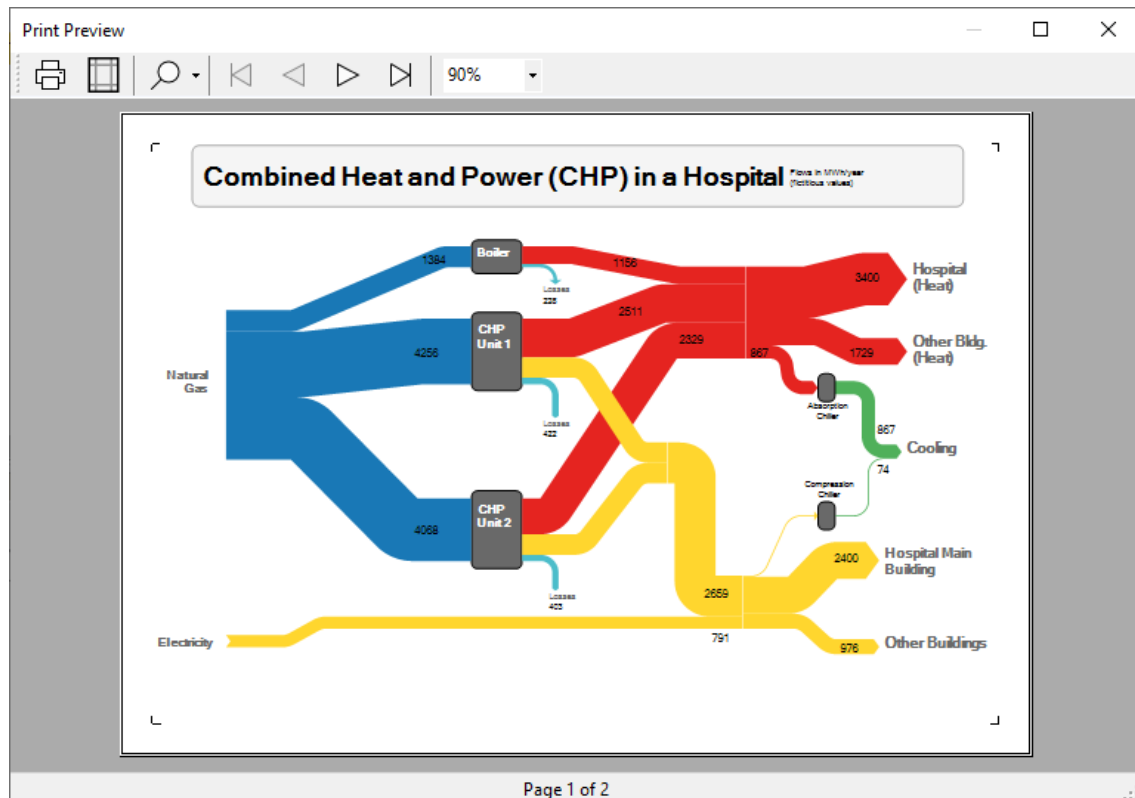 Print Preview
90%
Combined Heat and Power (CHP) in a Hospital
Flows in MWh/year
(fictitious values)
Boiler
1384
1156
3400
Hospital
(Heat)
Losses
228
2511
CHP
Unit 1
4256
2329
867
1729
Other Bldg.
(Heat)
Natural
Gas
Absorption
Chiller
Losses
422
867
Cooling
74
Compression
Chiller
CHP
Unit 2
4068
2400
Hospital Main
Building
Losses
403
2659
791
Electricity
976
Other Buildings
Page 1 of 2